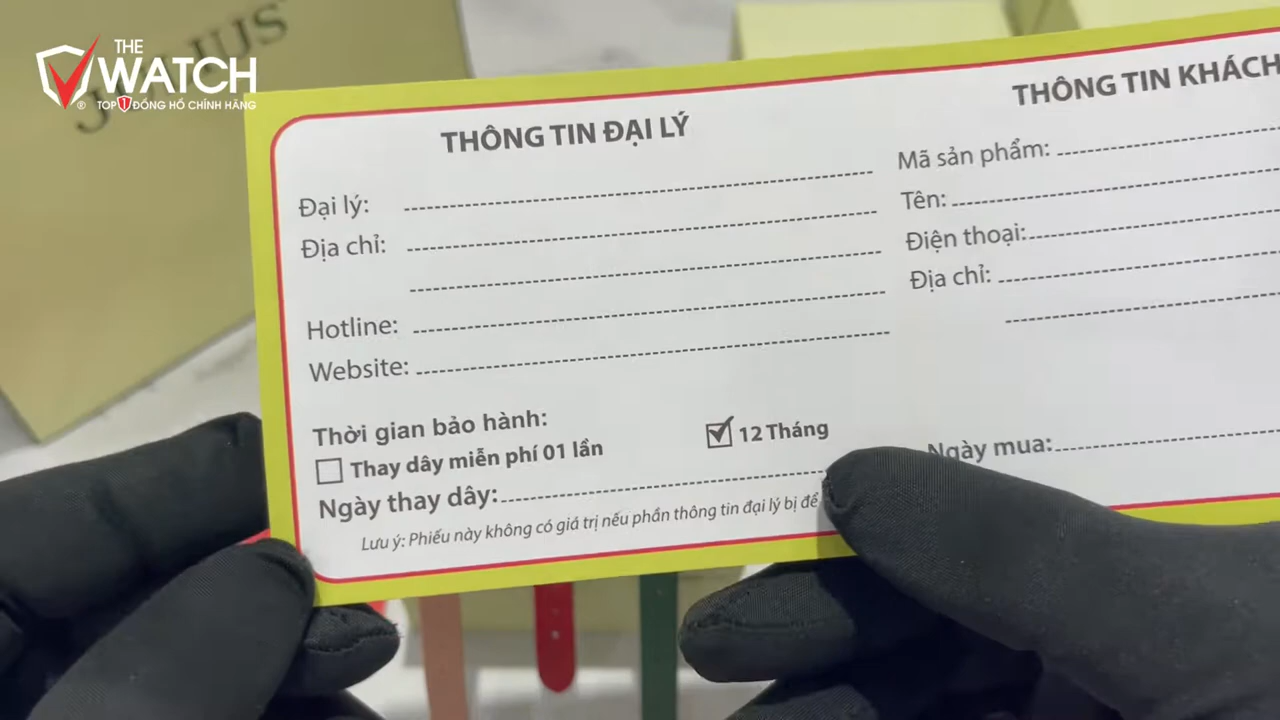 THE
WATCH
TOP 1 ĐỒNG HỒ CHÍNH HÃNG
JULIUS
THÔNG TIN ĐẠI LÝ
Đại lý:
Địa chỉ:
Hotline:
Website:
Thời gian bảo hành:
Thay dây miễn phí 01 lần
12 Tháng
Ngày thay dây:
Lưu ý: Phiếu này không có giá trị nếu phần thông tin đại lý bị để
THÔNG TIN KHÁCH
Mã sản phẩm:
Tên:
Điện thoại:
Địa chỉ:
Ngày mua: